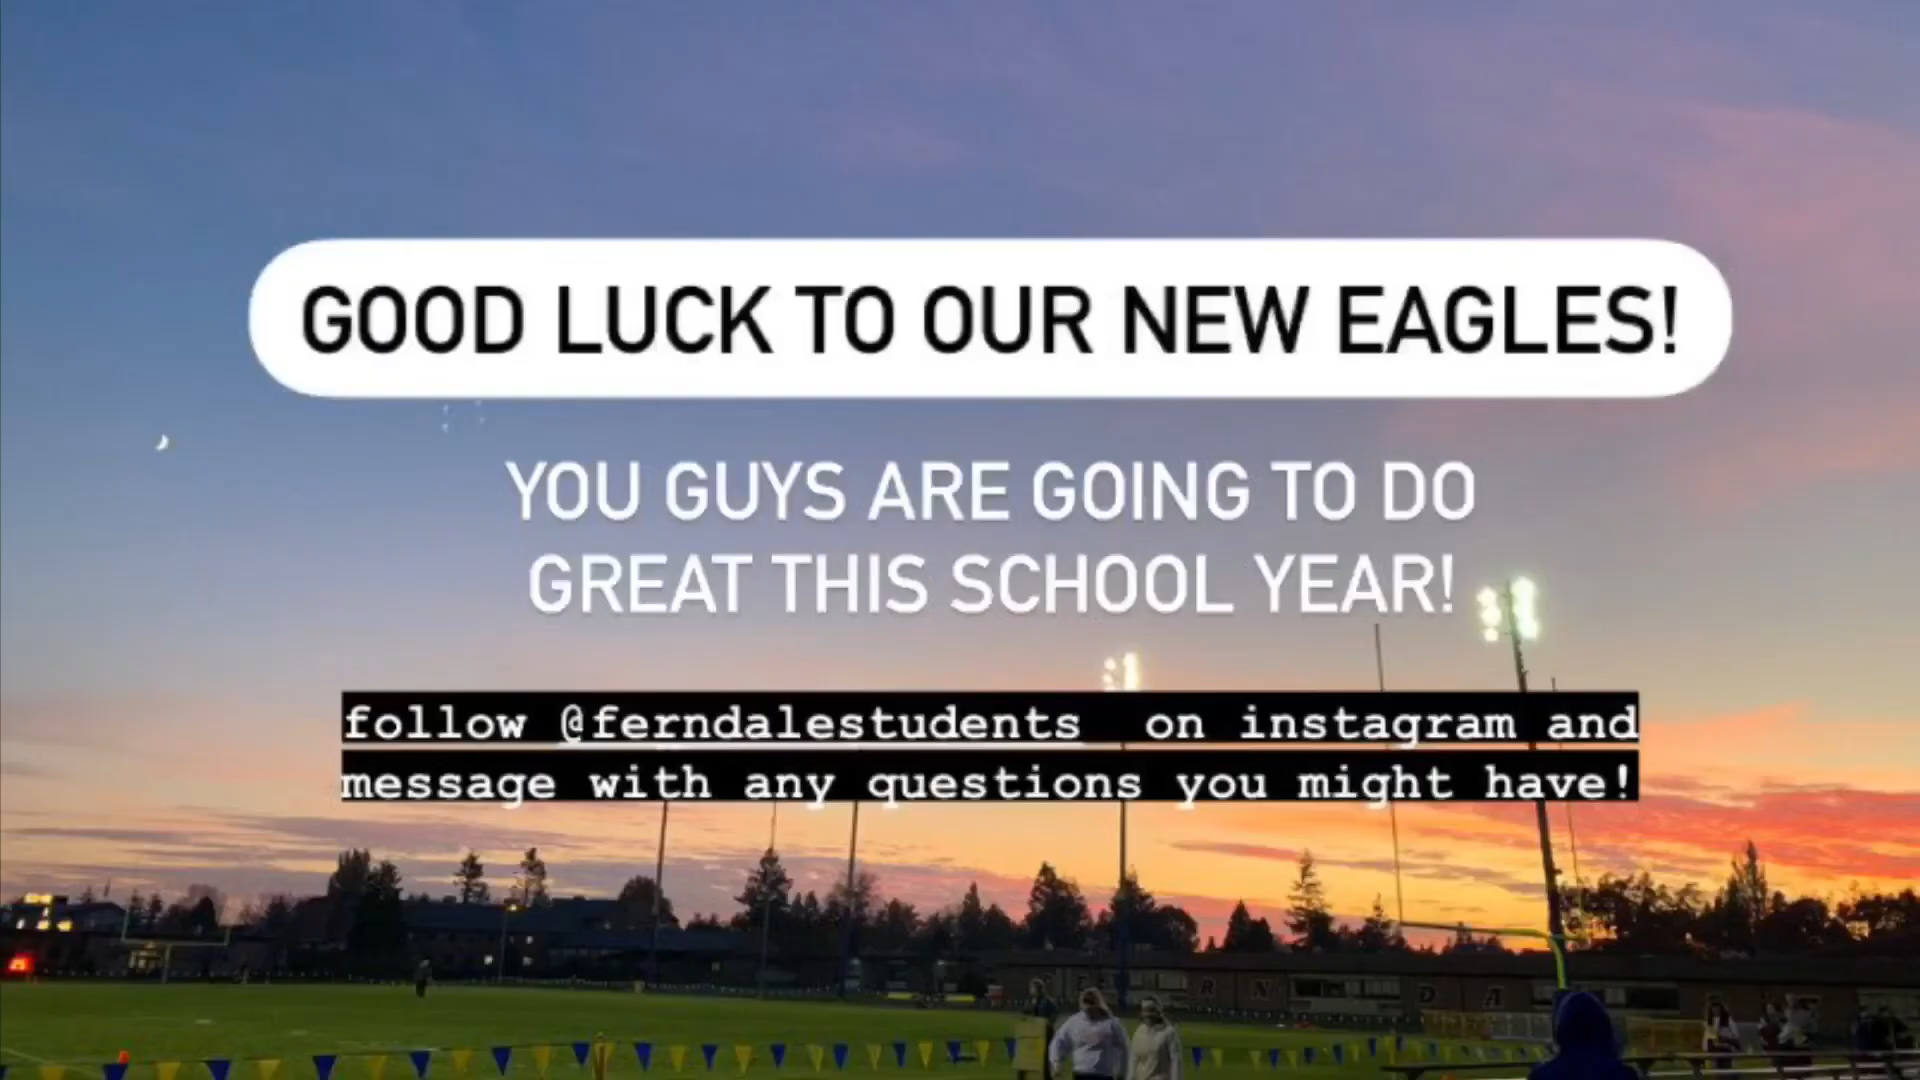 GOOD LUCK TO OUR NEW EAGLES!
YOU GUYS ARE GOING TO DO
GREAT THIS SCHOOL YEAR!
follow @ferndalestudents on instagram and
message with any questions you might have!